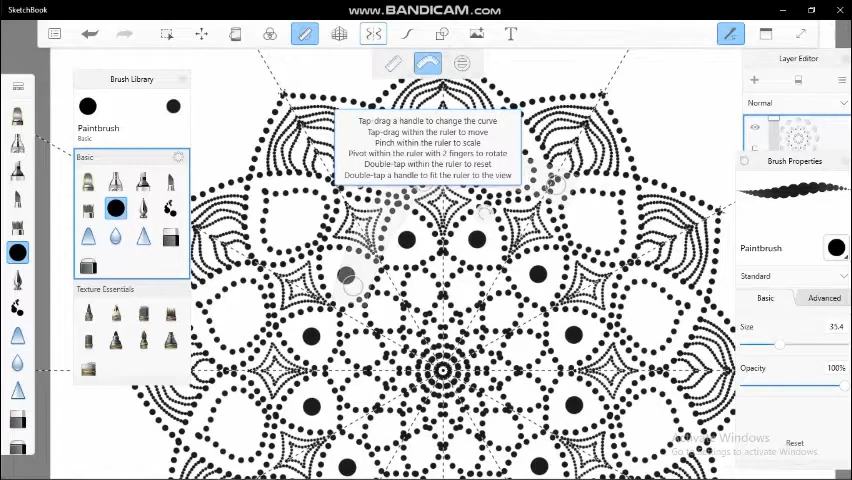 SketchBook
www.BANDICAM.com
T
Brush Library
Paintbrush
Basic
Basic
Texture Essentials
Tap-drag a handle to change the curve
Tap-drag within the ruler to move
Pinch within the ruler to scale
Pivot within the ruler with 2 fingers to rotate
Double-tap within the ruler to reset
Double-tap a handle to fit the ruler to the view
Layer Editor
Normal
Brush Properties
Paintbrush
Standard
Basic
Advanced
Size
35.4
Opacity
100%
Reset
Activate Windows
Go to Settings to activate Windows.